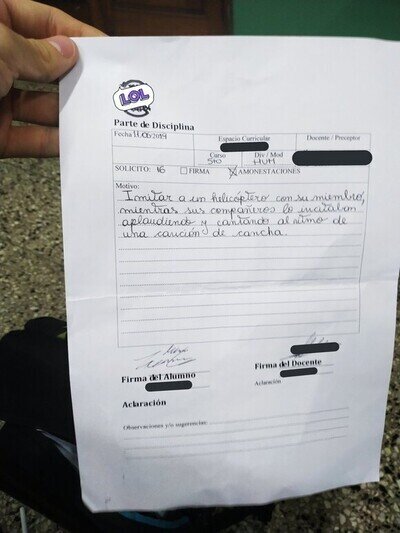 LOL
Parte de Disciplina
Fecha 11/06/2019
Espacio Curricular
Docente / Preceptor
Curso
5to
Div / Mod
HUM
SOLICITO: 16
FIRMA
AMONESTACIONES
Motivo:
Imitar a un helicóptero con su miembro,
mientras sus compañeros lo incitaban
aplaudiendo y cantando al ritmo de
una canción de cancha.
Firma del Alumno
Firma del Docente
Aclaración
Aclaración
Observaciones y/o sugerencias: